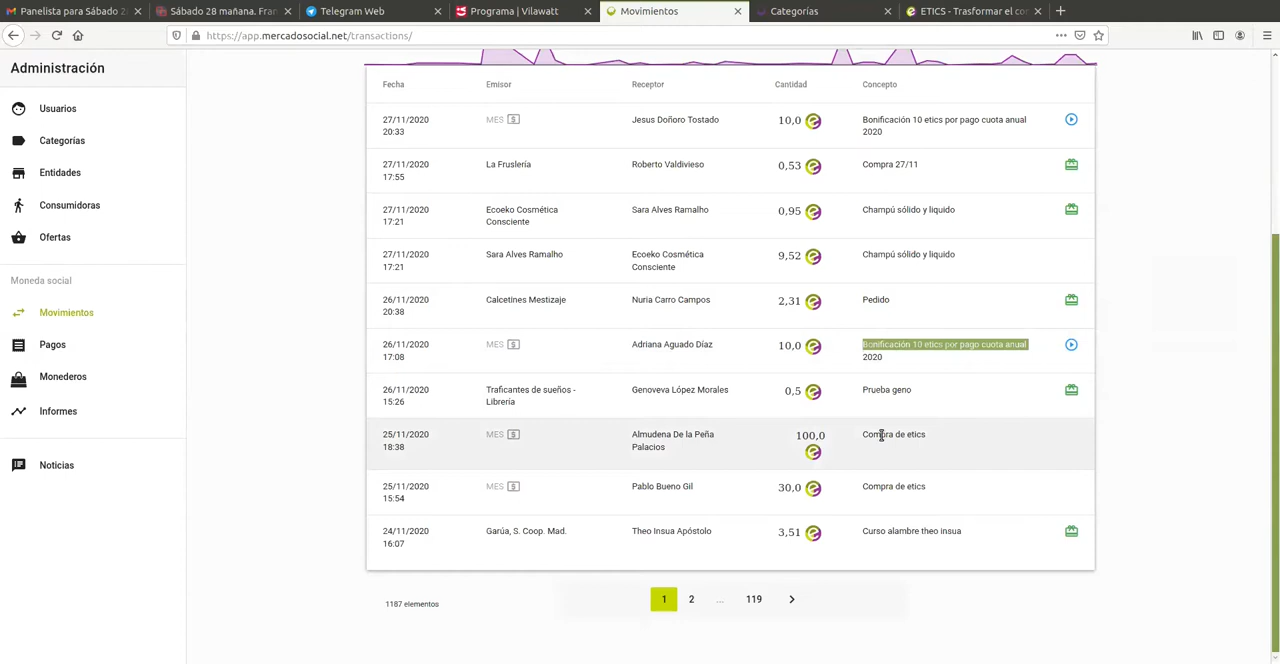 Panelista para Sábado 2
Sábado 28 mañana. Fran
Telegram Web
Programa | Vilawatt
Movimientos
Categorías
ETICS - Trasformar el con
https://app.mercadosocial.net/transactions/
Administración
Usuarios
Categorías
Entidades
Consumidoras
Ofertas
Moneda social
Movimientos
Pagos
Monederos
Informes
Noticias
Fecha Emisor Receptor Cantidad Concepto
27/11/2020 MES Jesus Doñoro Tostado 10,0 Bonificación 10 etics por pago cuota anual
20:33 2020
27/11/2020 La Fruslería Roberto Valdivieso 0,53 Compra 27/11
17:55
27/11/2020 Ecoeko Cosmética Sara Alves Ramalho 0,95 Champú sólido y liquido
17:21 Consciente
27/11/2020 Sara Alves Ramalho Ecoeko Cosmética 9,52 Champú sólido y liquido
17:21 Consciente
26/11/2020 Calcetines Mestizaje Nuria Carro Campos 2,31 Pedido
20:38
26/11/2020 MES Adriana Aguado Díaz 10,0 Bonificación 10 etics por pago cuota anual
17:08 2020
26/11/2020 Traficantes de sueños - Genoveva López Morales 0,5 Prueba geno
15:26 Librería
25/11/2020 MES Almudena De la Peña 100,0 Compra de etics
18:38 Palacios
25/11/2020 MES Pablo Bueno Gil 30,0 Compra de etics
15:54
24/11/2020 Garúa, S. Coop. Mad. Theo Insua Apóstolo 3,51 Curso alambre theo insua
16:07
1187 elementos
1 2 ... 119